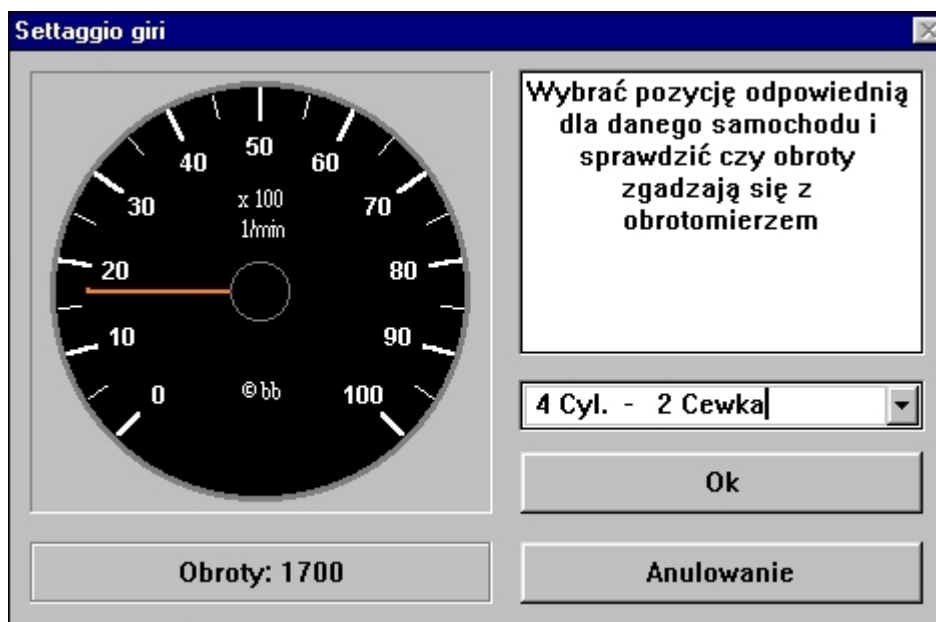 Settaggio giri
Wybrać pozycję odpowiednią
dla danego samochodu i
sprawdzić czy obroty
zgadzają się z
obrotomierzem
0
10
20
30
40
50
60
70
80
90
100
x 100
1/min
© bb
4 Cyl. - 2 Cewka
Ok
Obroty: 1700
Anulowanie